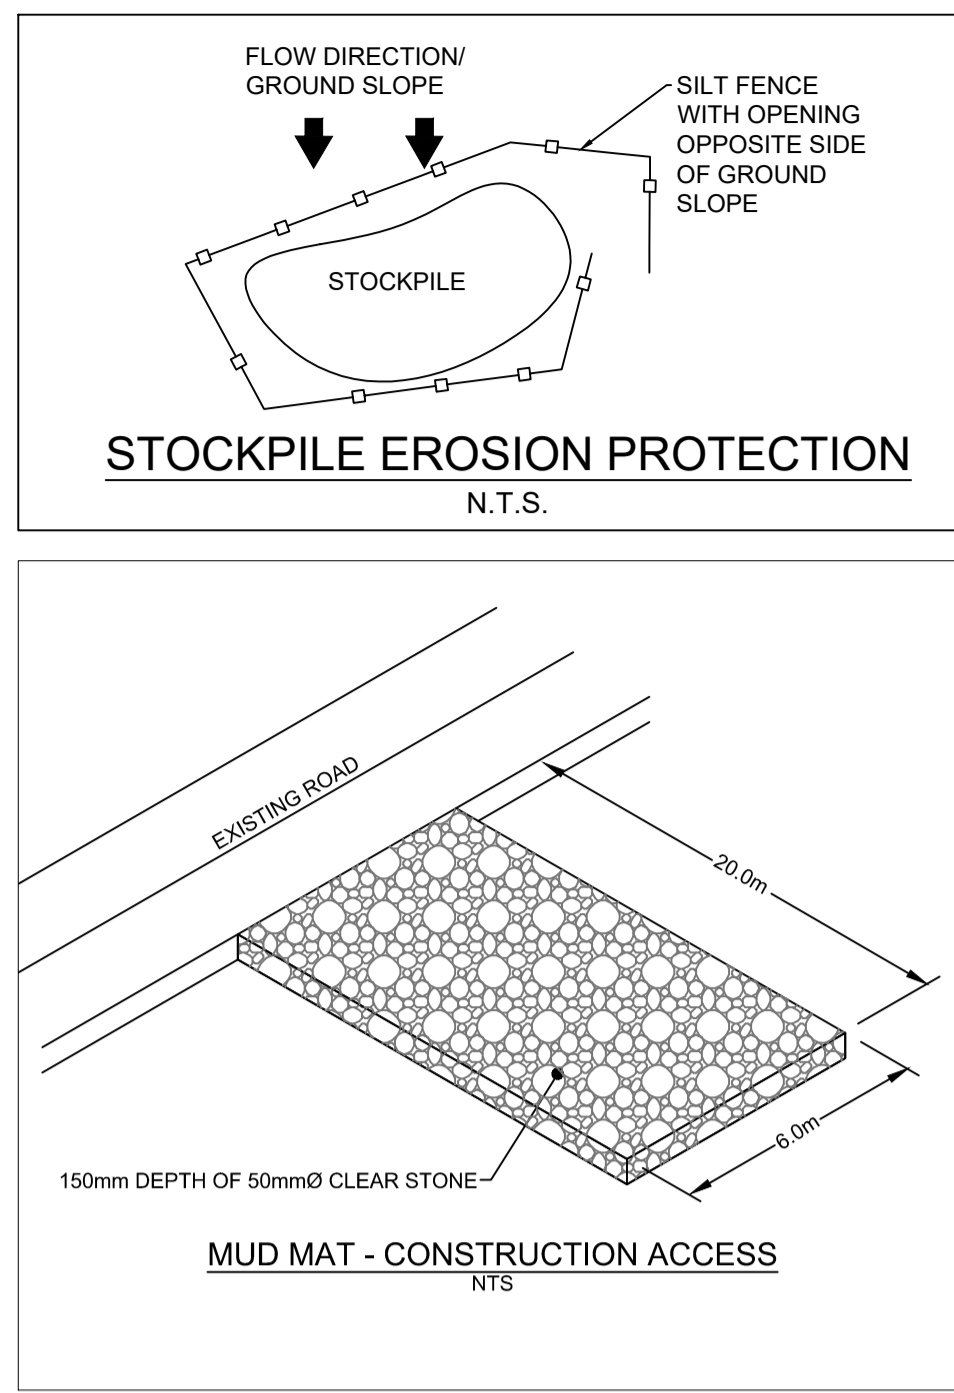 FLOW DIRECTION/
GROUND SLOPE
SILT FENCE
WITH OPENING
OPPOSITE SIDE
OF GROUND
SLOPE
STOCKPILE
STOCKPILE EROSION PROTECTION
N.T.S.
EXISTING ROAD
20.0m
6.0m
150mm DEPTH OF 50mmØ CLEAR STONE
MUD MAT - CONSTRUCTION ACCESS
NTS